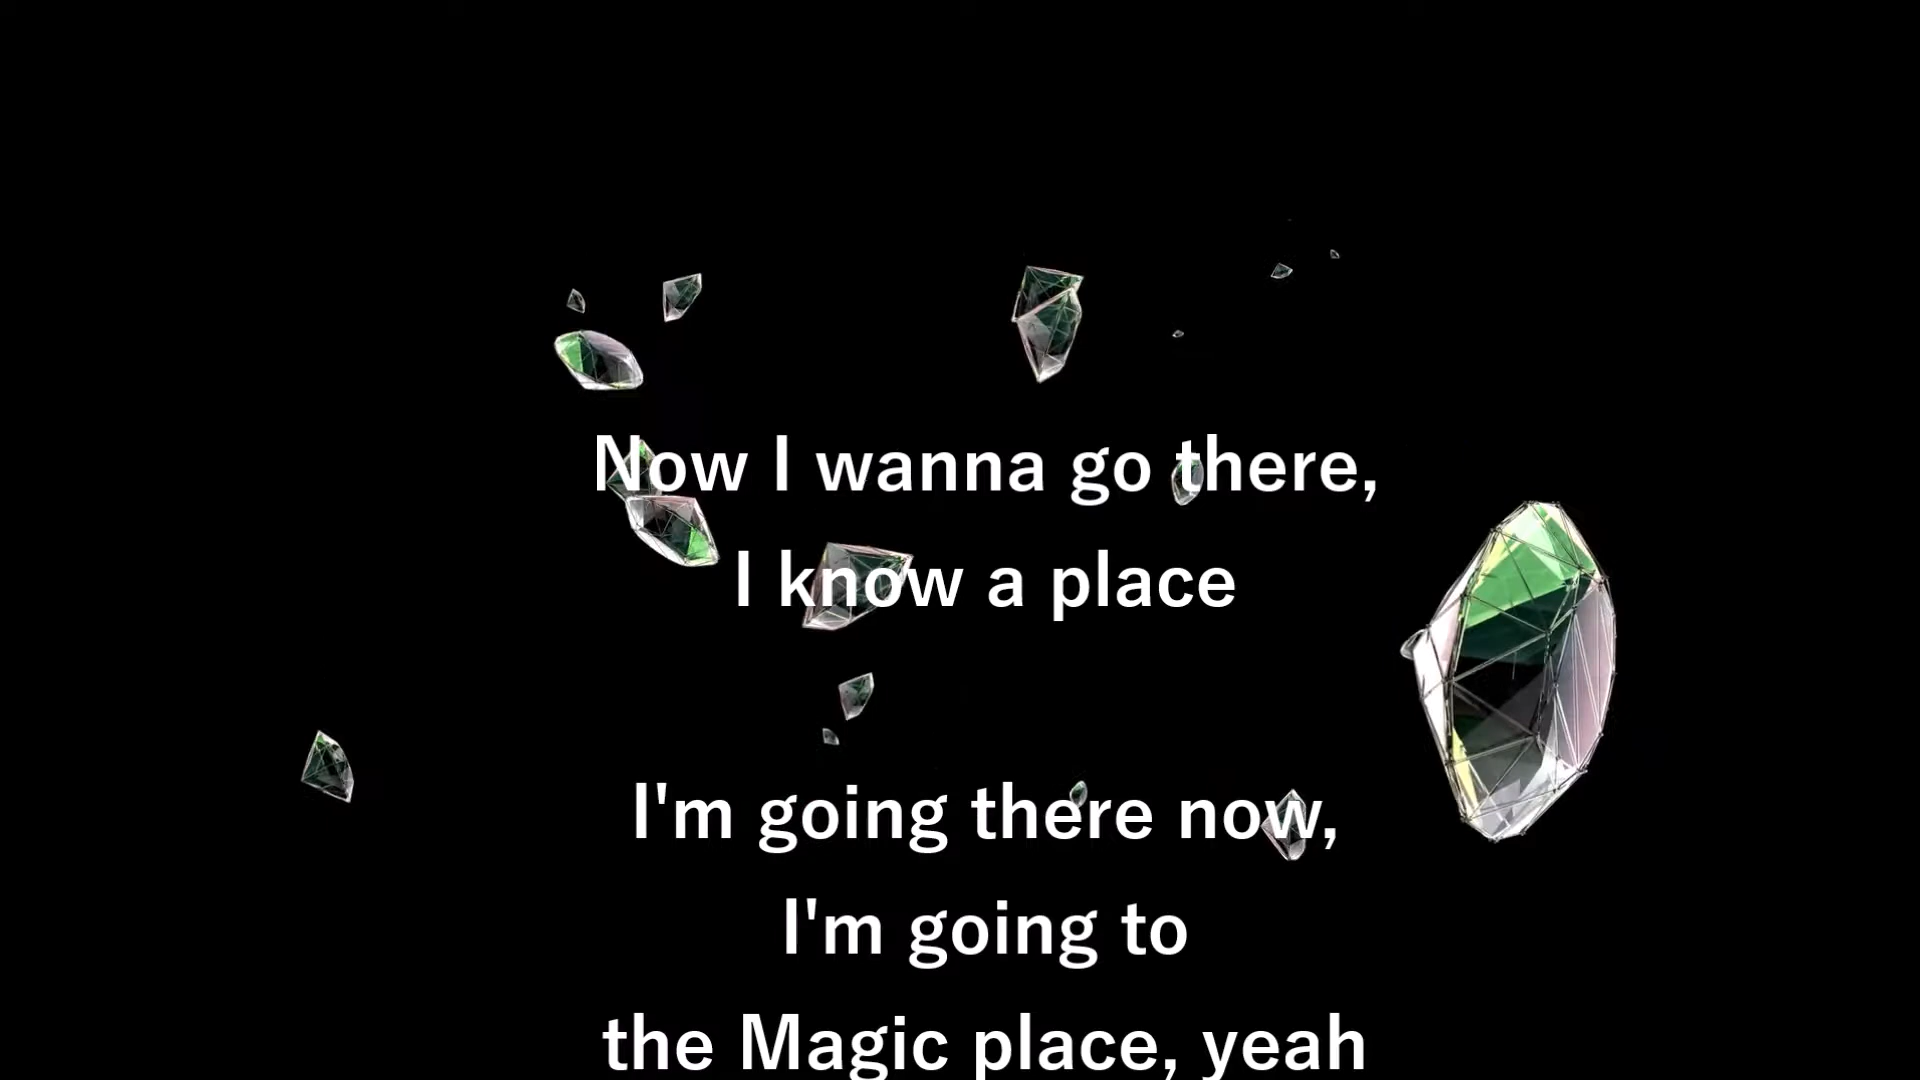 Now I wanna go there,
I know a place
I'm going there now,
I'm going to
the Magic place, yeah